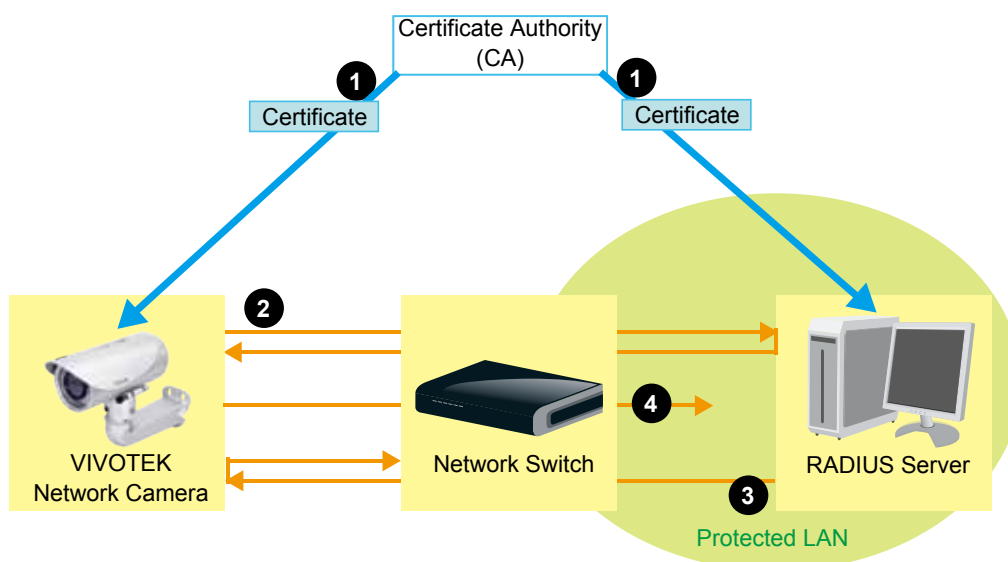 Certificate Authority
(CA)
1
1
Certificate
Certificate
2
4
VIVOTEK
Network Camera
Network Switch
RADIUS Server
3
Protected LAN